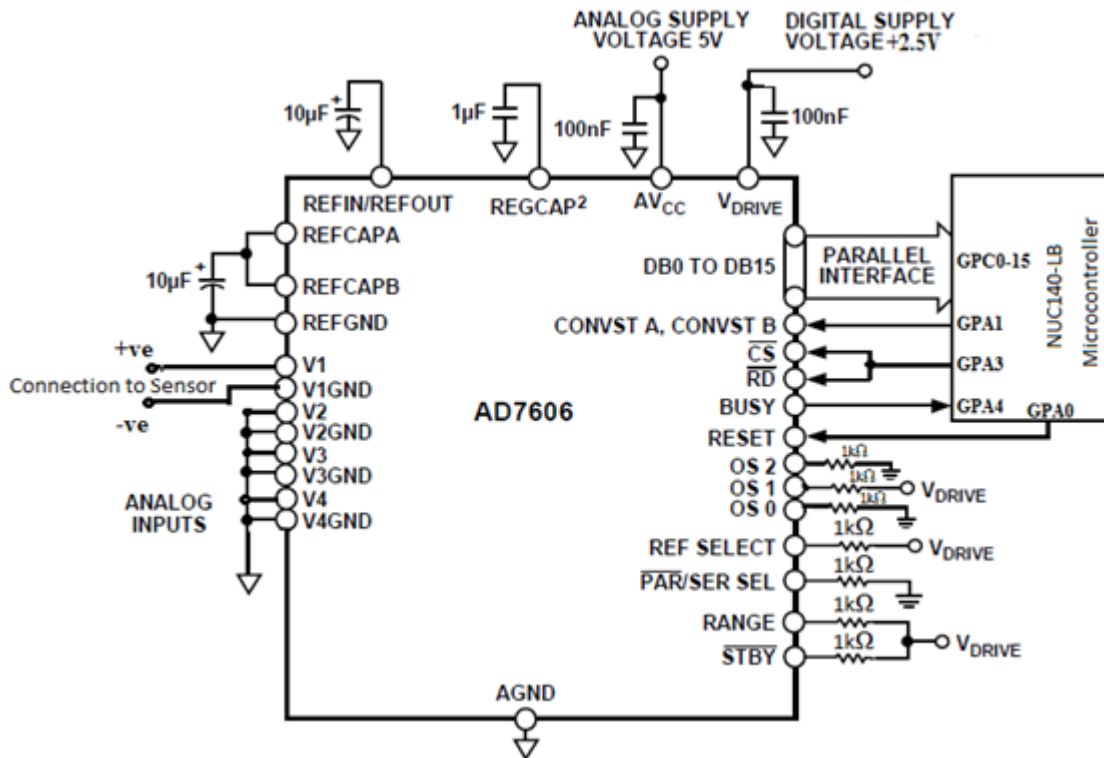 ANALOG SUPPLY
VOLTAGE 5V
DIGITAL SUPPLY
VOLTAGE +2.5V
10µF
+
1µF
100nF
100nF
REFIN/REFOUT
REGCAP²
AVCC
VDRIVE
REFCAPA
10µF
+
REFCAPB
REFGND
DB0 TO DB15
PARALLEL
INTERFACE
GPC0-15
NUC140-LB
Microcontroller
CONVST A, CONVST B
GPA1
CS
RD
GPA3
BUSY
GPA4
GPA0
RESET
+ve
Connection to Sensor
-ve
V1
V1GND
V2
V2GND
V3
V3GND
V4
V4GND
ANALOG
INPUTS
AD7606
OS 2
1kΩ
OS 1
1kΩ
VDRIVE
OS 0
1kΩ
REF SELECT
1kΩ
VDRIVE
PAR/SER SEL
1kΩ
RANGE
1kΩ
STBY
1kΩ
VDRIVE
AGND